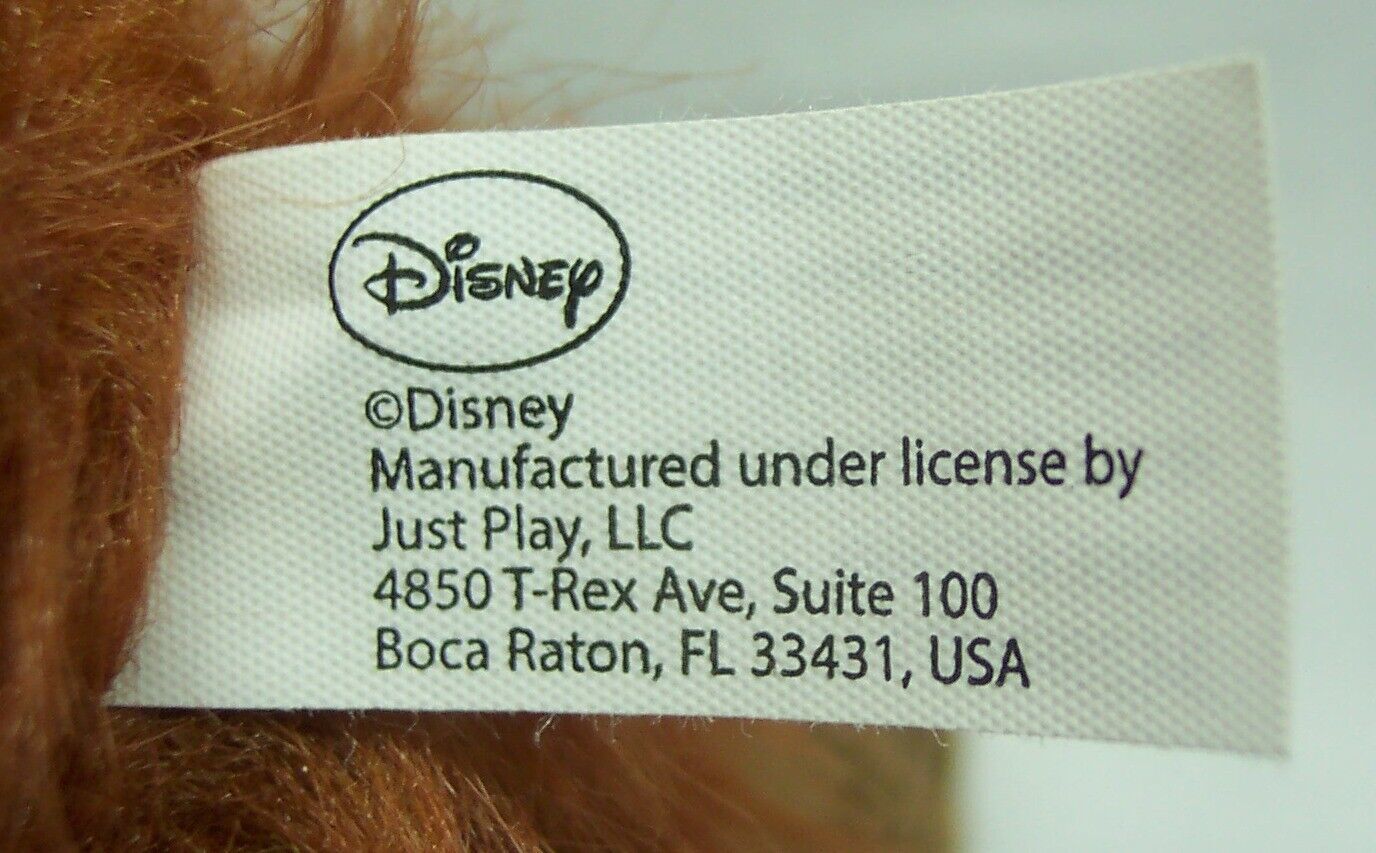 Disney
©Disney
Manufactured under license by
Just Play, LLC
4850 T-Rex Ave, Suite 100
Boca Raton, FL 33431, USA